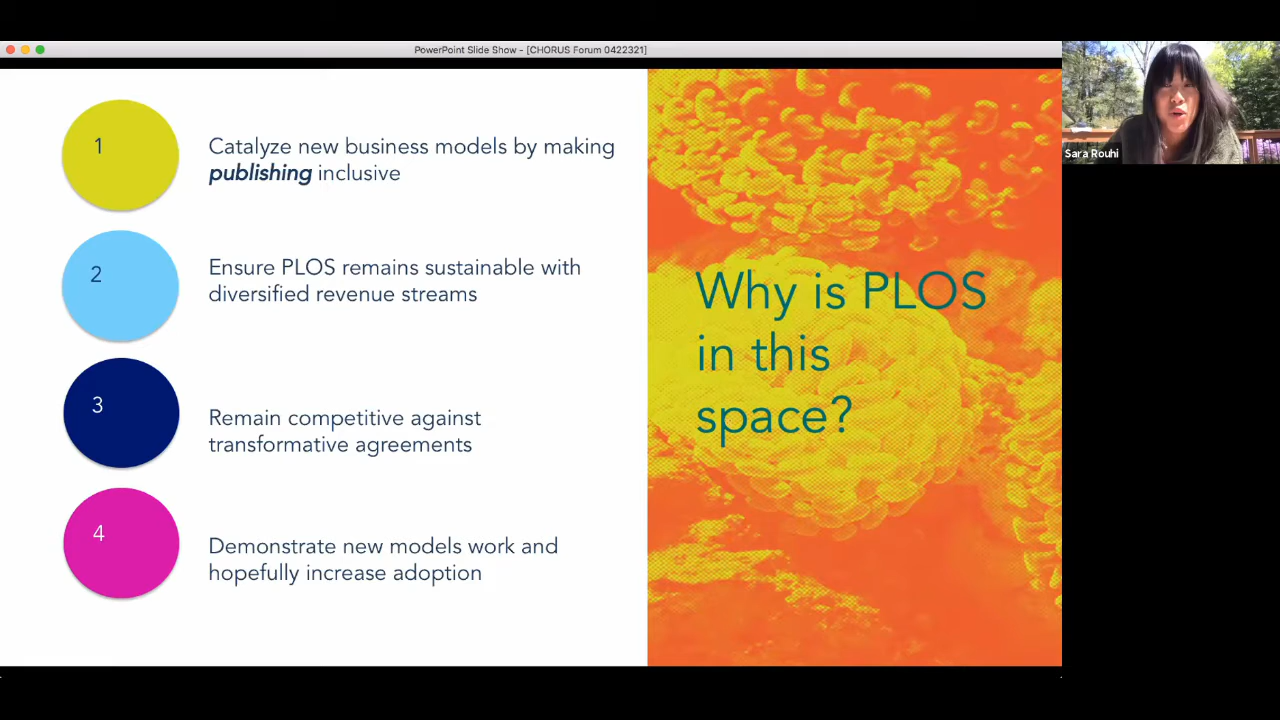 PowerPoint Slide Show - [CHORUS Forum 0422321]
1
Catalyze new business models by making
publishing inclusive
2
Ensure PLOS remains sustainable with
diversified revenue streams
3
Remain competitive against
transformative agreements
4
Demonstrate new models work and
hopefully increase adoption
Why is PLOS
in this
space?
Sara Rouhi